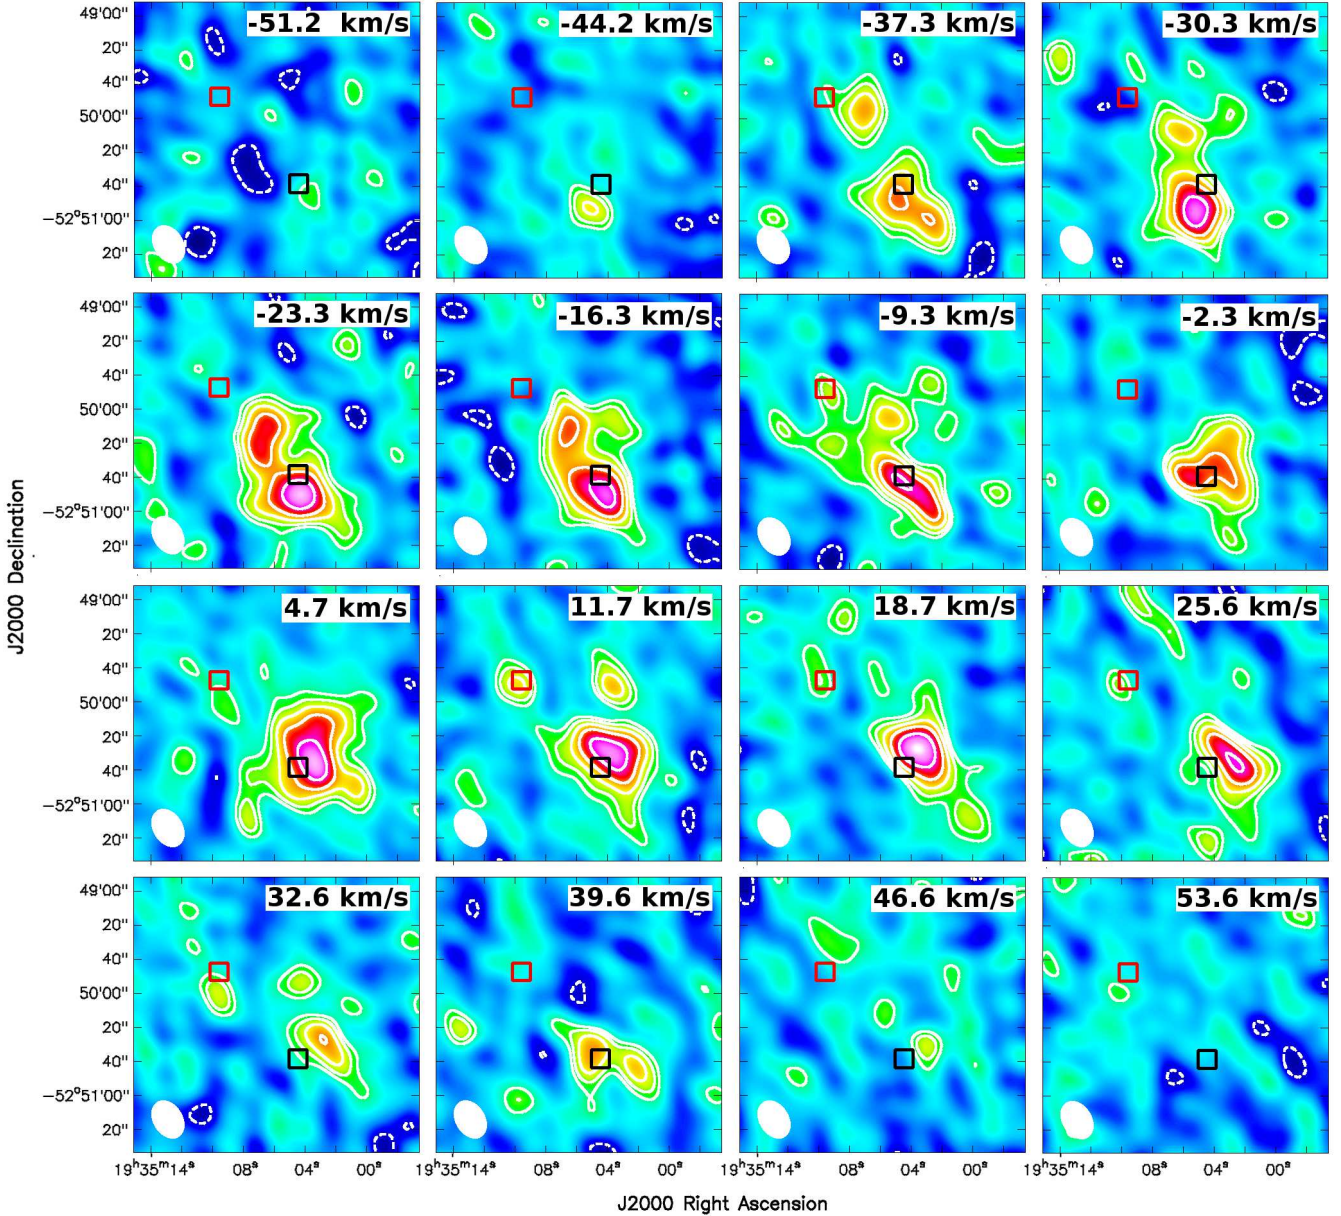 -51.2 km/s
-44.2 km/s
-37.3 km/s
-30.3 km/s
49'00"
20"
40"
50'00"
20"
40"
−52°51'00"
20"
-23.3 km/s
-16.3 km/s
-9.3 km/s
-2.3 km/s
49'00"
20"
40"
50'00"
20"
40"
−52°51'00"
20"
J2000 Declination
4.7 km/s
11.7 km/s
18.7 km/s
25.6 km/s
49'00"
20"
40"
50'00"
20"
40"
−52°51'00"
20"
32.6 km/s
39.6 km/s
46.6 km/s
53.6 km/s
49'00"
20"
40"
50'00"
20"
40"
−52°51'00"
20"
19ʰ35ᵐ14ˢ 08ˢ 04ˢ 00ˢ 19ʰ35ᵐ14ˢ 08ˢ 04ˢ 00ˢ 08ˢ 04ˢ 00ˢ 08ˢ 04ˢ 00ˢ
J2000 Right Ascension